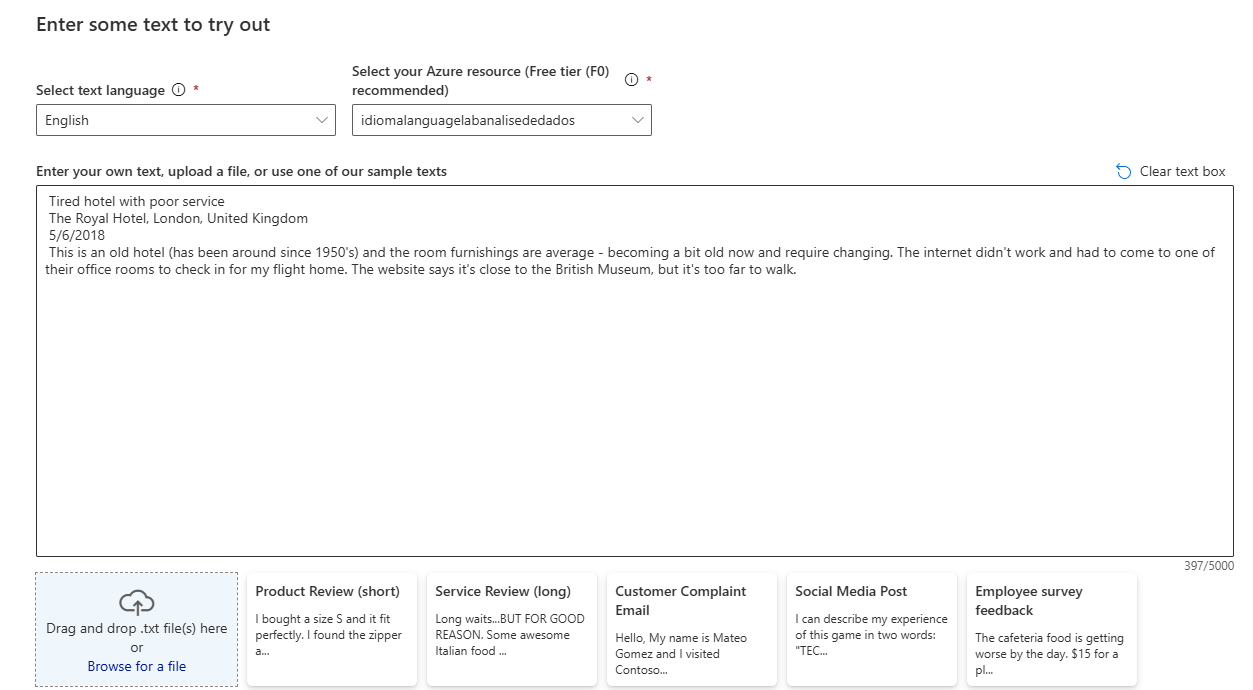 Enter some text to try out
Select text language *
Select your Azure resource (Free tier (F0)
recommended) *
English
idiomalanguagelabanalisededados
Enter your own text, upload a file, or use one of our sample texts
Clear text box
Tired hotel with poor service
The Royal Hotel, London, United Kingdom
5/6/2018
This is an old hotel (has been around since 1950's) and the room furnishings are average - becoming a bit old now and require changing. The internet didn't work and had to come to one of
their office rooms to check in for my flight home. The website says it's close to the British Museum, but it's too far to walk.
397/5000
Drag and drop .txt file(s) here
or
Browse for a file
Product Review (short)
I bought a size S and it fit
perfectly. I found the zipper
a...
Service Review (long)
Long waits...BUT FOR GOOD
REASON. Some awesome
Italian food ...
Customer Complaint
Email
Hello, My name is Mateo
Gomez and I visited
Contoso...
Social Media Post
I can describe my experience
of this game in two words:
"TEC...
Employee survey
feedback
The cafeteria food is getting
worse by the day. $15 for a
pl...